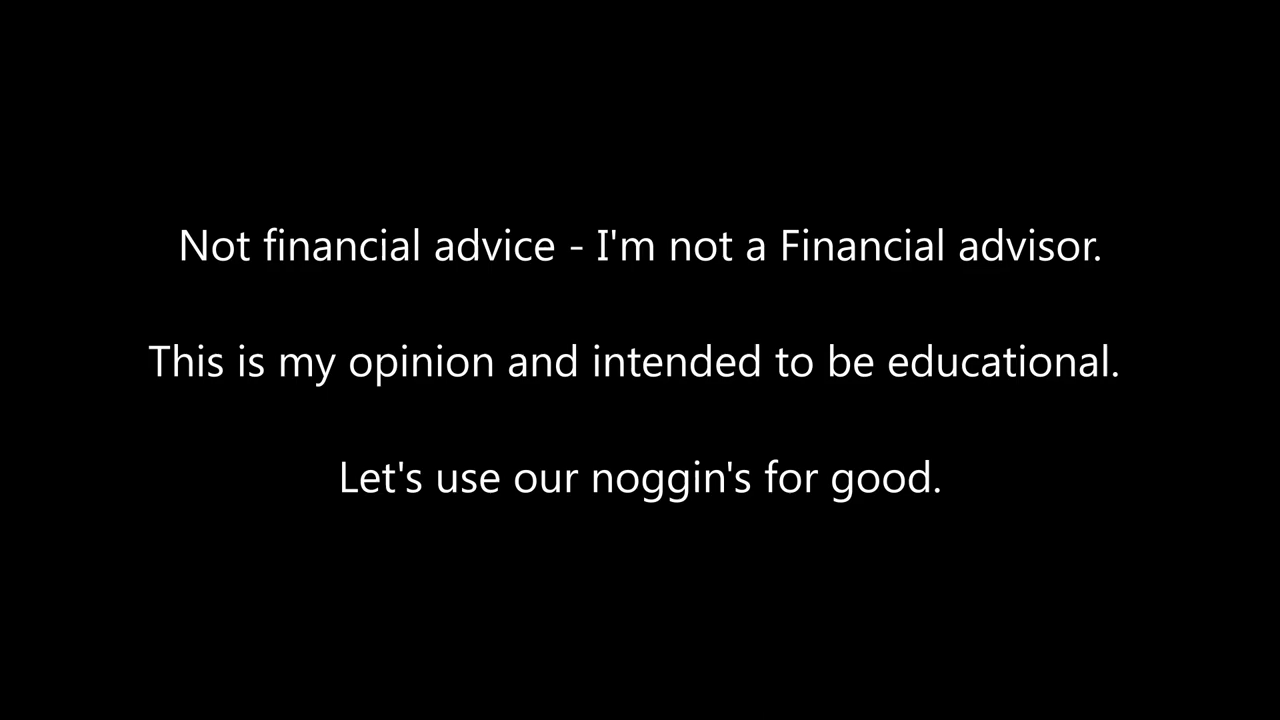 Not financial advice - I'm not a Financial advisor.
This is my opinion and intended to be educational.
Let's use our noggin's for good.